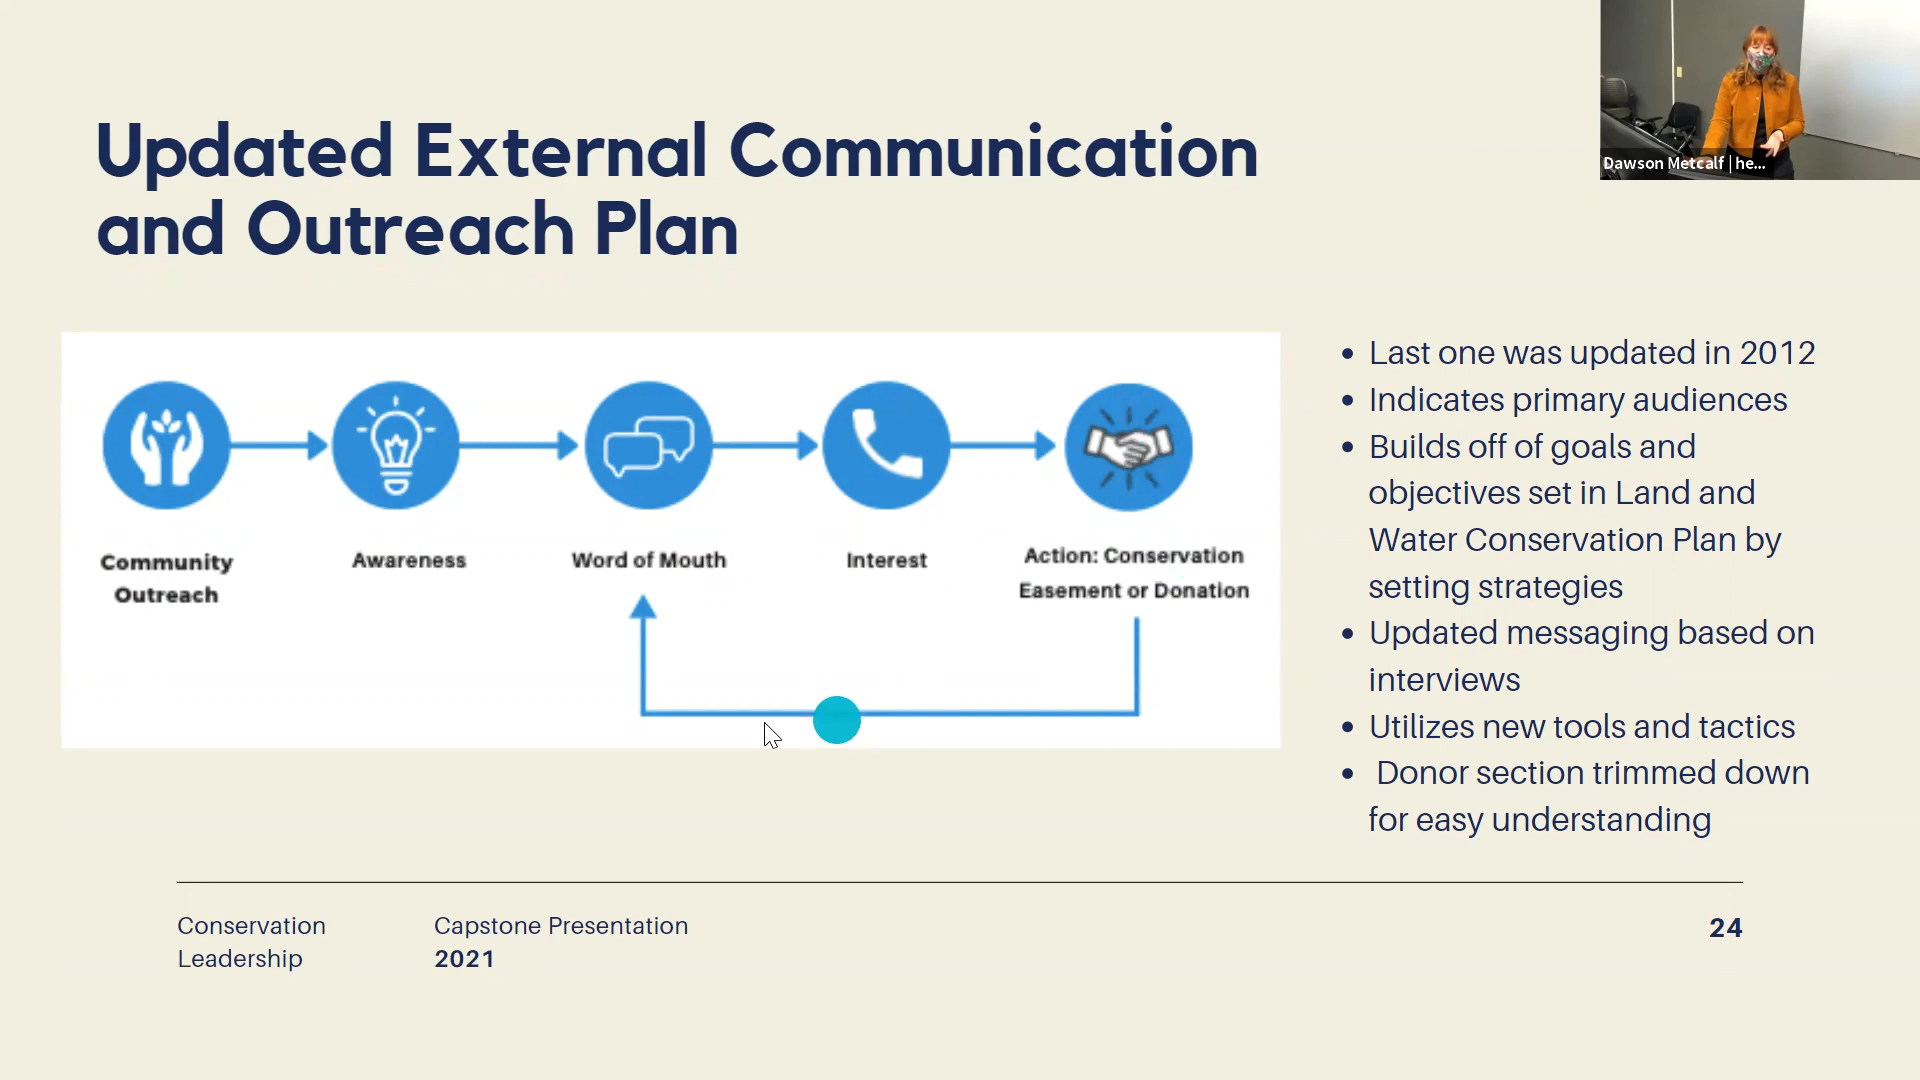 Updated External Communication
and Outreach Plan
Dawson Metcalf | he...
Community
Outreach
Awareness
Word of Mouth
Interest
Action: Conservation
Easement or Donation
• Last one was updated in 2012
• Indicates primary audiences
• Builds off of goals and
objectives set in Land and
Water Conservation Plan by
setting strategies
• Updated messaging based on
interviews
• Utilizes new tools and tactics
• Donor section trimmed down
for easy understanding
Conservation
Leadership
Capstone Presentation
2021
24